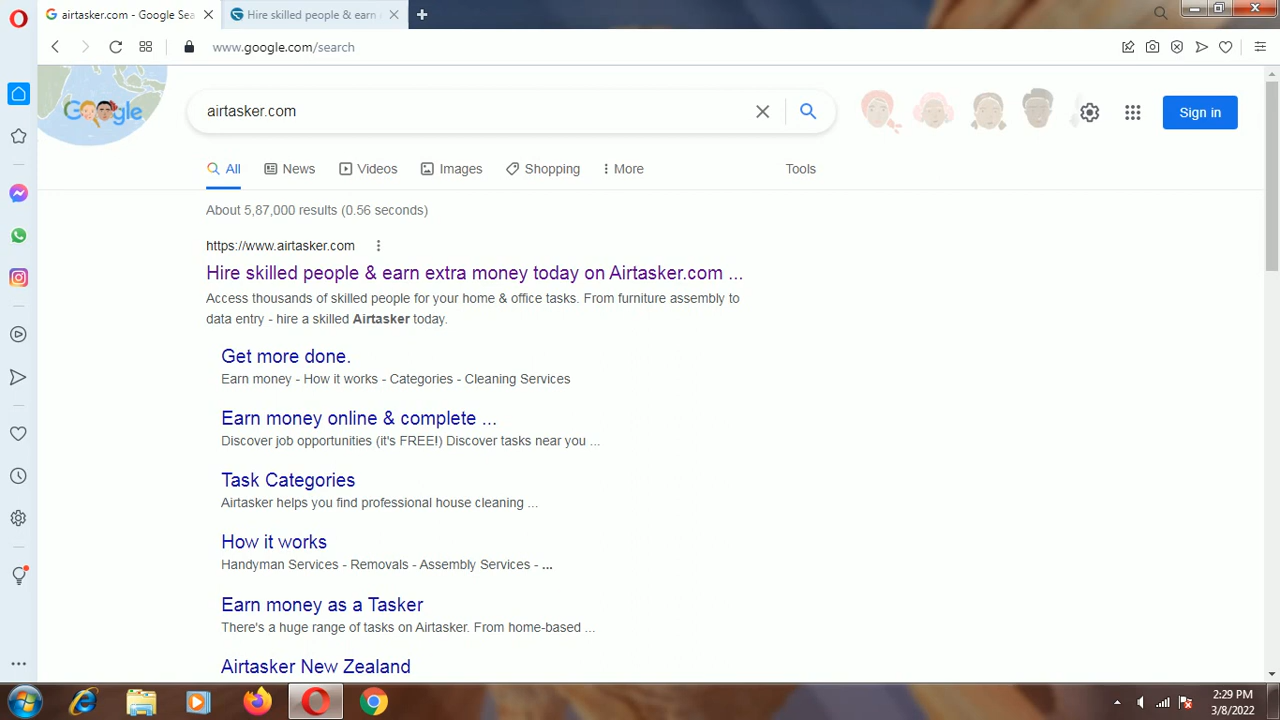 airtasker.com - Google Sea
Hire skilled people & earn
www.google.com/search
Google
airtasker.com
Sign in
All
News
Videos
Images
Shopping
More
Tools
About 5,87,000 results (0.56 seconds)
https://www.airtasker.com
Hire skilled people & earn extra money today on Airtasker.com ...
Access thousands of skilled people for your home & office tasks. From furniture assembly to
data entry - hire a skilled Airtasker today.
Get more done.
Earn money - How it works - Categories - Cleaning Services
Earn money online & complete ...
Discover job opportunities (it's FREE!) Discover tasks near you ...
Task Categories
Airtasker helps you find professional house cleaning ...
How it works
Handyman Services - Removals - Assembly Services - ...
Earn money as a Tasker
There's a huge range of tasks on Airtasker. From home-based ...
Airtasker New Zealand
2:29 PM
3/8/2022